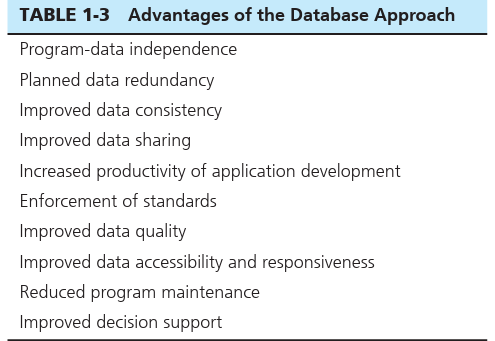 TABLE 1-3 Advantages of the Database Approach
Program-data independence
Planned data redundancy
Improved data consistency
Improved data sharing
Increased productivity of application development
Enforcement of standards
Improved data quality
Improved data accessibility and responsiveness
Reduced program maintenance
Improved decision support